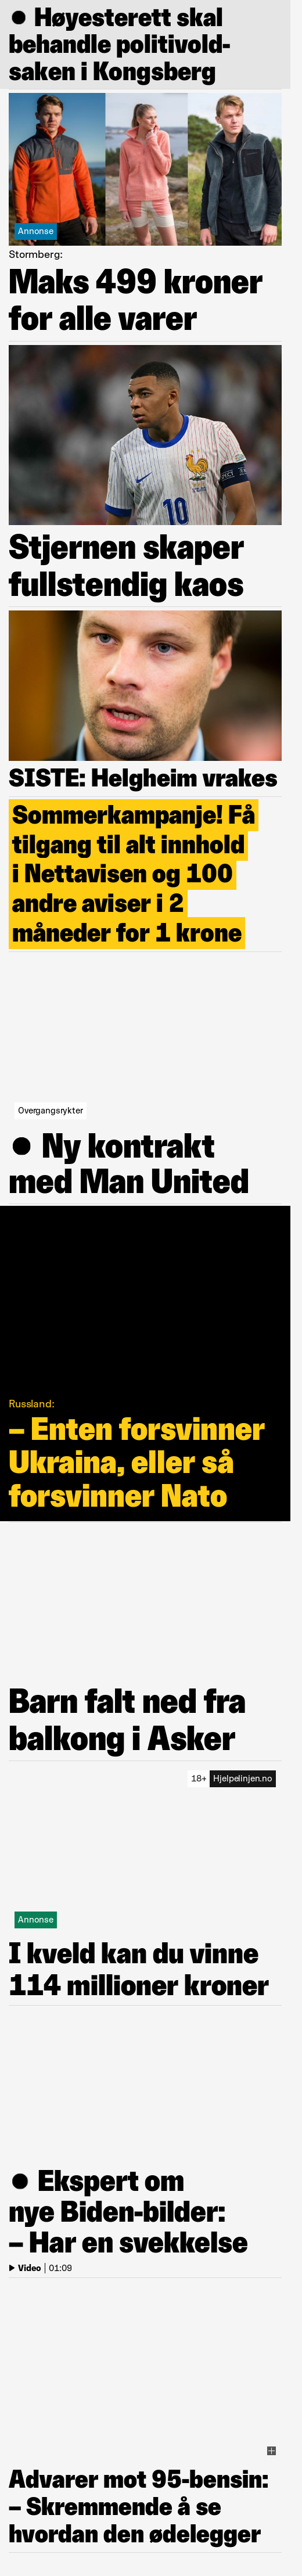 ● Høyesterett skal
behandle politivold-
saken i Kongsberg
Annonse
Stormberg:
Maks 499 kroner
for alle varer
10
Stjernen skaper
fullstendig kaos
SISTE: Helgheim vrakes
Sommerkampanje! Få
tilgang til alt innhold
i Nettavisen og 100
andre aviser i 2
måneder for 1 krone
Overgangsrykter
● Ny kontrakt
med Man United
Russland:
– Enten forsvinner
Ukraina, eller så
forsvinner Nato
Barn falt ned fra
balkong i Asker
18+ Hjelpelinjen.no
Annonse
I kveld kan du vinne
114 millioner kroner
● Ekspert om
nye Biden-bilder:
– Har en svekkelse
Video | 01:09
Advarer mot 95-bensin:
– Skremmende å se
hvordan den ødelegger